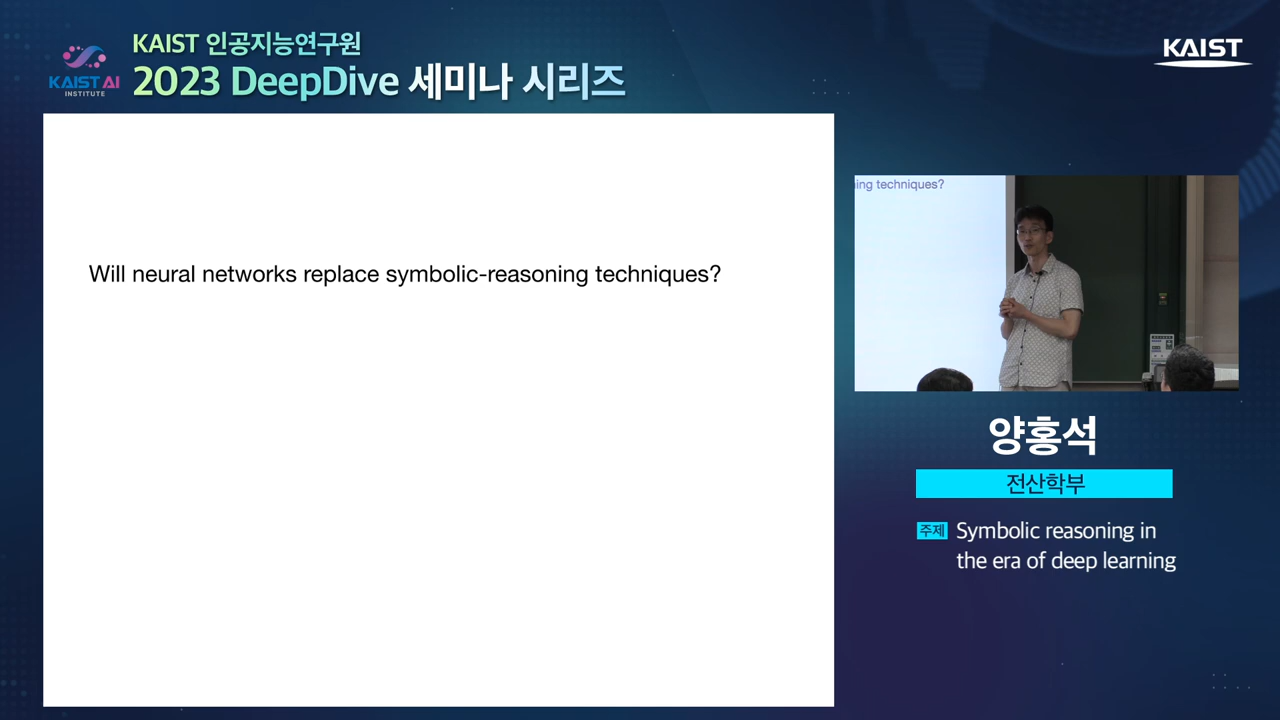 KAIST AI
INSTITUTE
KAIST 인공지능연구원
2023 DeepDive 세미나 시리즈
KAIST
Will neural networks replace symbolic-reasoning techniques?
ing techniques?
양홍석
전산학부
주제 Symbolic reasoning in
the era of deep learning